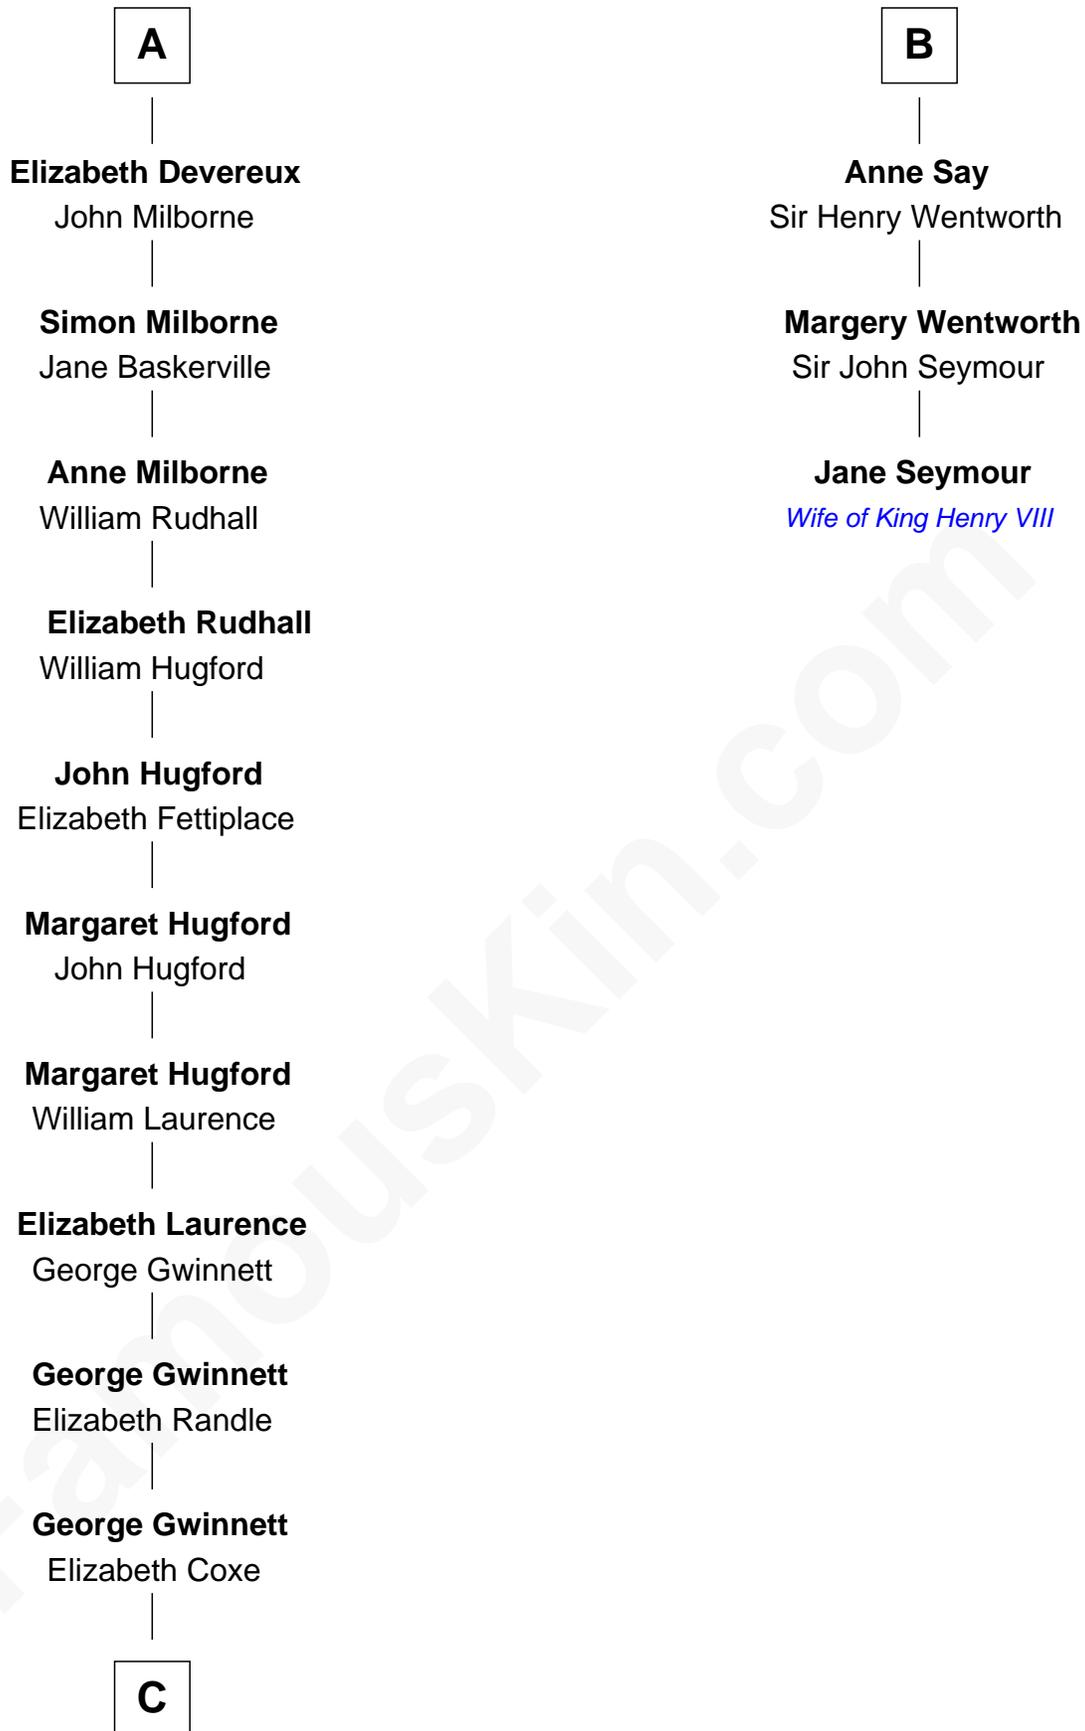 A
Elizabeth Devereux
John Milborne
Simon Milborne
Jane Baskerville
Anne Milborne
William Rudhall
Elizabeth Rudhall
William Hugford
John Hugford
Elizabeth Fettiplace
Margaret Hugford
John Hugford
Margaret Hugford
William Laurence
Elizabeth Laurence
George Gwinnett
George Gwinnett
Elizabeth Randle
George Gwinnett
Elizabeth Coxe
C
B
Anne Say
Sir Henry Wentworth
Margery Wentworth
Sir John Seymour
Jane Seymour
Wife of King Henry VIII
FamousKin.com